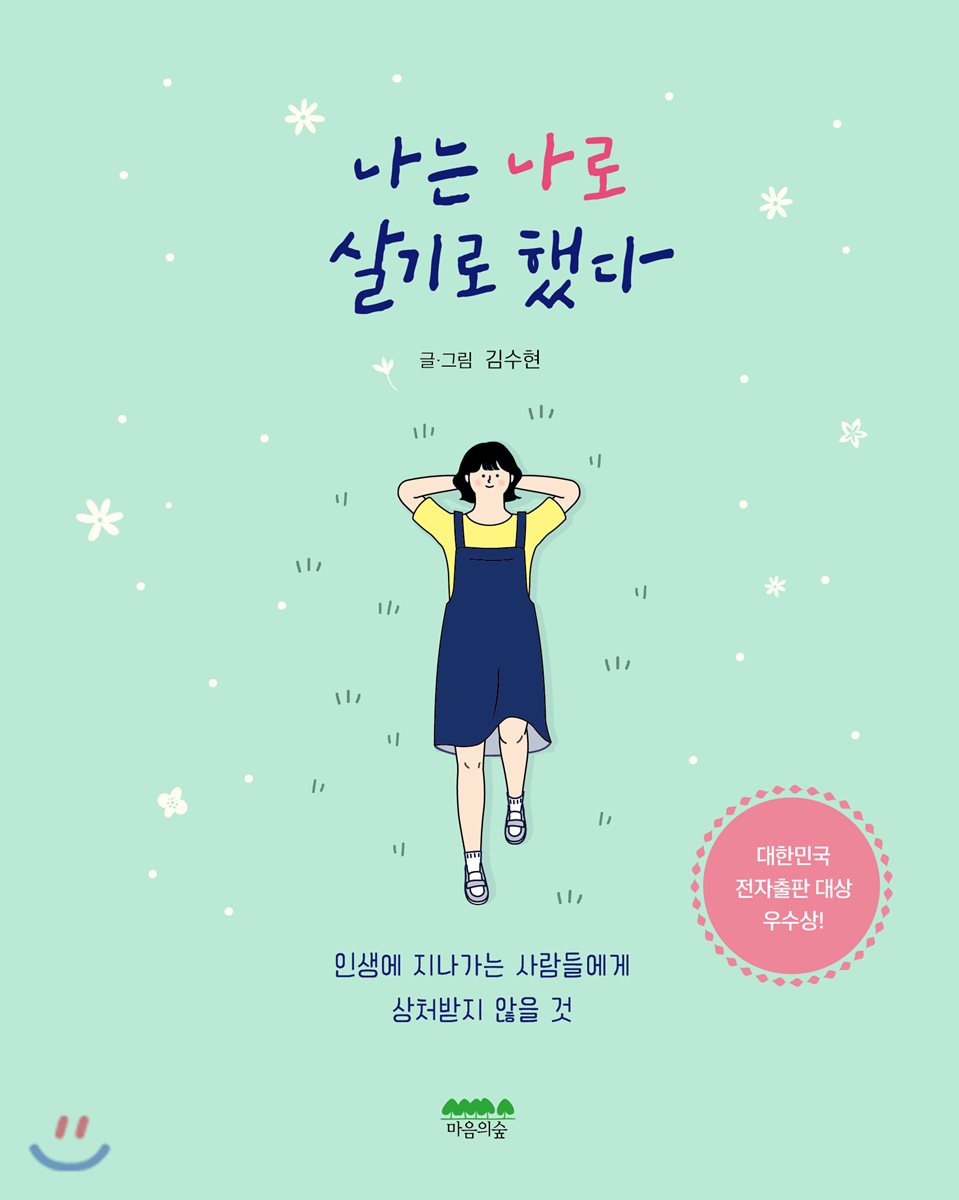 나는 나로
살기로 했다
글·그림 김수현
대한민국
전자출판 대상
우수상!
인생에 지나가는 사람들에게
상처받지 않을 것
마음의숲